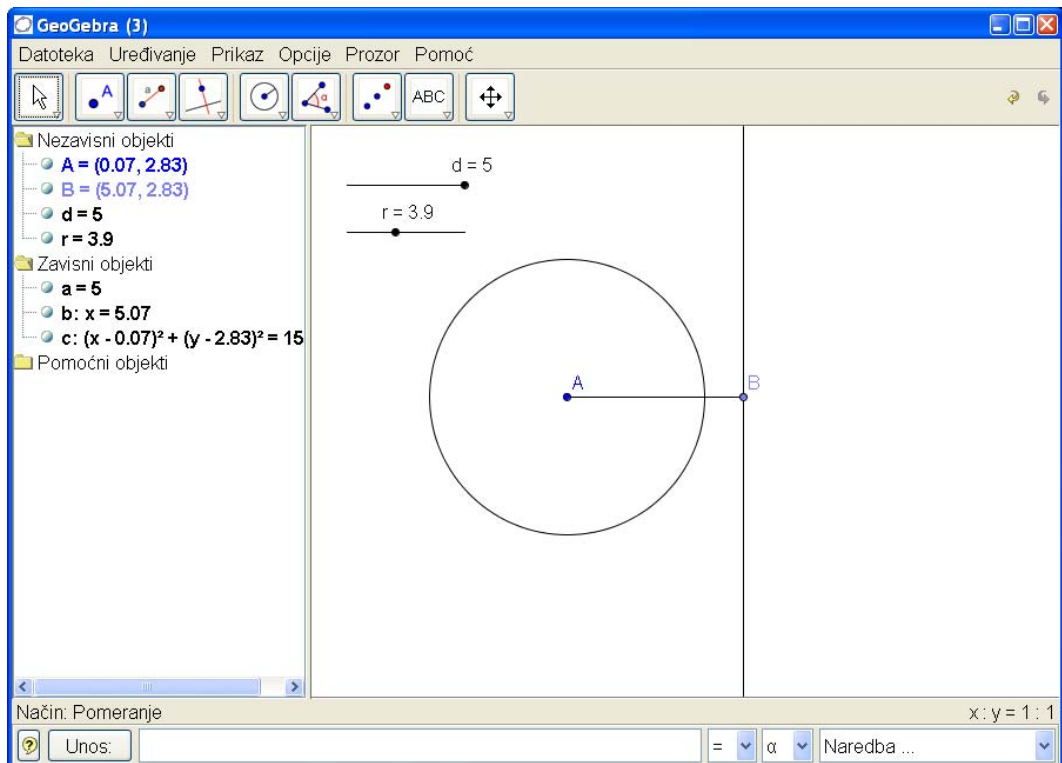 GeoGebra (3)
Datoteka Uređivanje Prikaz Opcije Prozor Pomoć
A a α ABC
Nezavisni objekti
A = (0.07, 2.83)
B = (5.07, 2.83)
d = 5
r = 3.9
Zavisni objekti
a = 5
b: x = 5.07
c: (x - 0.07)² + (y - 2.83)² = 15
Pomoćni objekti
d = 5
r = 3.9
A
B
Način: Pomeranje
x : y = 1 : 1
? Unos: = α Naredba ...